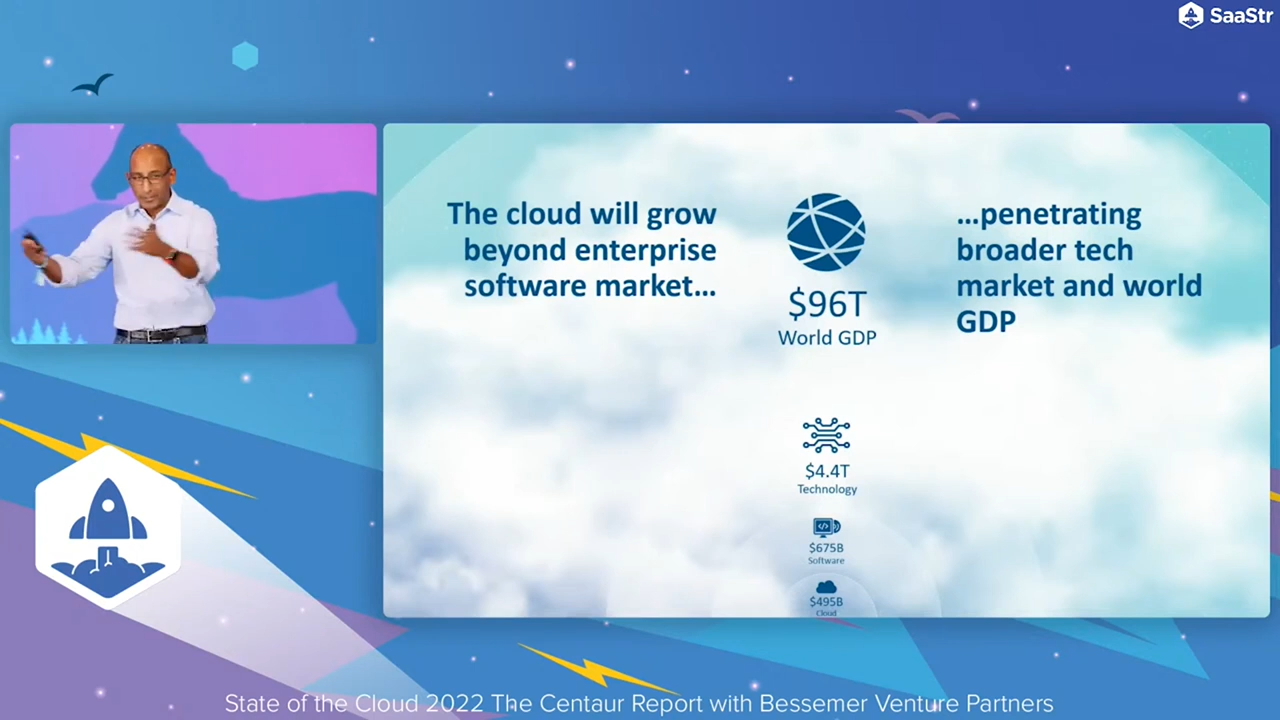 SaaStr
The cloud will grow
beyond enterprise
software market...
$96T
World GDP
...penetrating
broader tech
market and world
GDP
$4.4T
Technology
$675B
Software
$495B
Cloud
State of the Cloud 2022 The Centaur Report with Bessemer Venture Partners